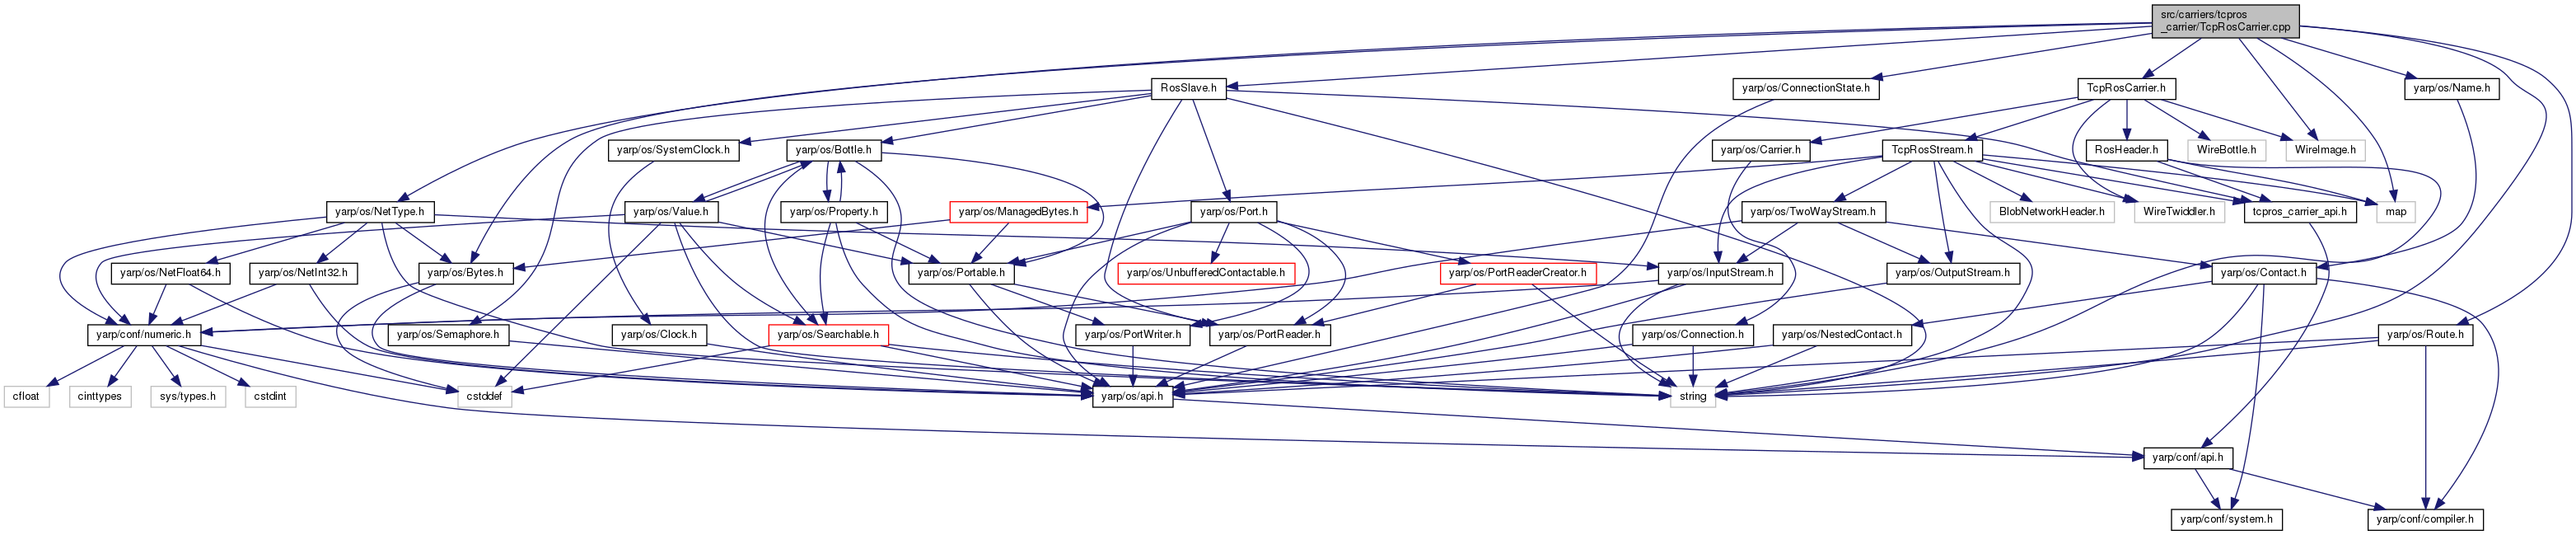 src/carriers/tcpros
_carrier/TcpRosCarrier.cpp
RosSlave.h
yarp/os/ConnectionState.h
TcpRosCarrier.h
yarp/os/Name.h
yarp/os/SystemClock.h
yarp/os/Bottle.h
yarp/os/Carrier.h
TcpRosStream.h
RosHeader.h
WireBottle.h
WireImage.h
yarp/os/NetType.h
yarp/os/Value.h
yarp/os/Property.h
yarp/os/ManagedBytes.h
yarp/os/Port.h
yarp/os/TwoWayStream.h
BlobNetworkHeader.h
WireTwiddler.h
tcpros_carrier_api.h
map
yarp/os/NetFloat64.h
yarp/os/NetInt32.h
yarp/os/Bytes.h
yarp/os/Portable.h
yarp/os/UnbufferedContactable.h
yarp/os/PortReaderCreator.h
yarp/os/InputStream.h
yarp/os/OutputStream.h
yarp/os/Contact.h
yarp/conf/numeric.h
yarp/os/Semaphore.h
yarp/os/Clock.h
yarp/os/Searchable.h
yarp/os/PortWriter.h
yarp/os/PortReader.h
yarp/os/Connection.h
yarp/os/NestedContact.h
yarp/os/Route.h
cfloat
cinttypes
sys/types.h
cstdint
cstddef
yarp/os/api.h
string
yarp/conf/api.h
yarp/conf/system.h
yarp/conf/compiler.h